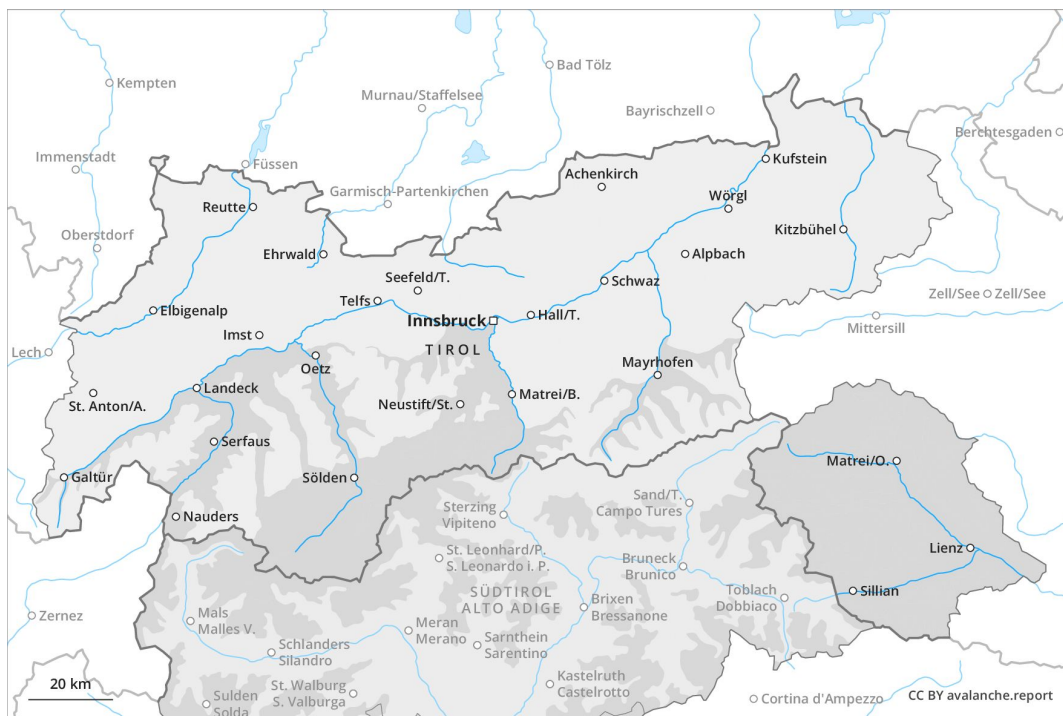 Kempten
Bad Tölz
Murnau/Staffelsee
Bayrischzell
Berchtesgaden
Immenstadt
Füssen
Kufstein
Garmisch-Partenkirchen
Achenkirch
Reutte
Wörgl
Oberstdorf
Kitzbühel
Ehrwald
Alpbach
Seefeld/T.
Schwaz
Zell/See
Zell/See
Telfs
Elbigenalp
Innsbruck
Hall/T.
Mittersill
Imst
Lech
TIROL
Oetz
Mayrhofen
Landeck
St. Anton/A.
Neustift/St.
Matrei/B.
Serfaus
Matrei/O.
Galtür
Sölden
Sterzing
Vipiteno
Sand/T.
Campo Tures
Nauders
Lienz
St. Leonhard/P.
S. Leonardo i. P.
Bruneck
Brunico
SÜDTIROL
ALTO ADIGE
Sillian
Toblach
Dobbiaco
Brixen
Bressanone
Zernez
Mals
Malles V.
Meran
Merano
Sarnthein
Sarentino
Schlanders
Silandro
Kastelruth
Castelrotto
20 km
St. Walburg
S. Valburga
Sulden
Solda
Cortina d'Ampezzo
CC BY avalanche.report